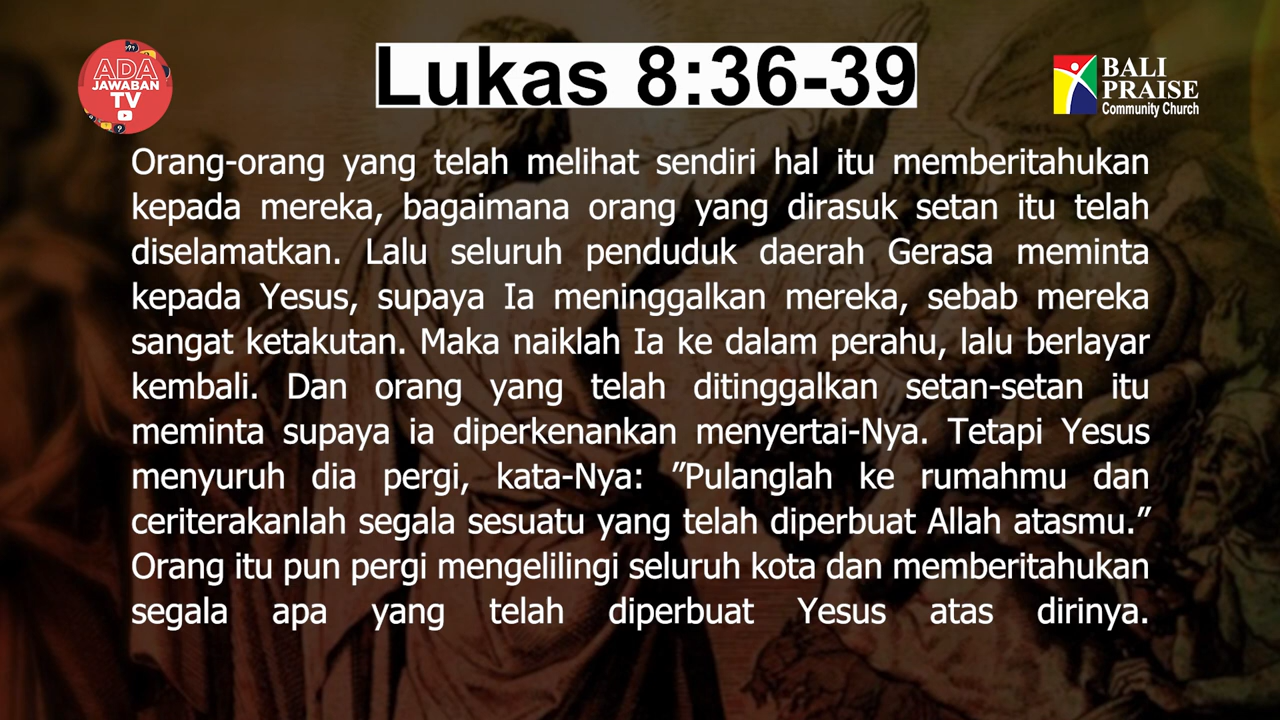 Lukas 8:36-39
ADA
JAWABAN
TV
BALI
PRAISE
Community Church
Orang-orang yang telah melihat sendiri hal itu memberitahukan
kepada mereka, bagaimana orang yang dirasuk setan itu telah
diselamatkan. Lalu seluruh penduduk daerah Gerasa meminta
kepada Yesus, supaya Ia meninggalkan mereka, sebab mereka
sangat ketakutan. Maka naiklah Ia ke dalam perahu, lalu berlayar
kembali. Dan orang yang telah ditinggalkan setan-setan itu
meminta supaya ia diperkenankan menyertai-Nya. Tetapi Yesus
menyuruh dia pergi, kata-Nya: ”Pulanglah ke rumahmu dan
ceriterakanlah segala sesuatu yang telah diperbuat Allah atasmu.”
Orang itu pun pergi mengelilingi seluruh kota dan memberitahukan
segala apa yang telah diperbuat Yesus atas dirinya.